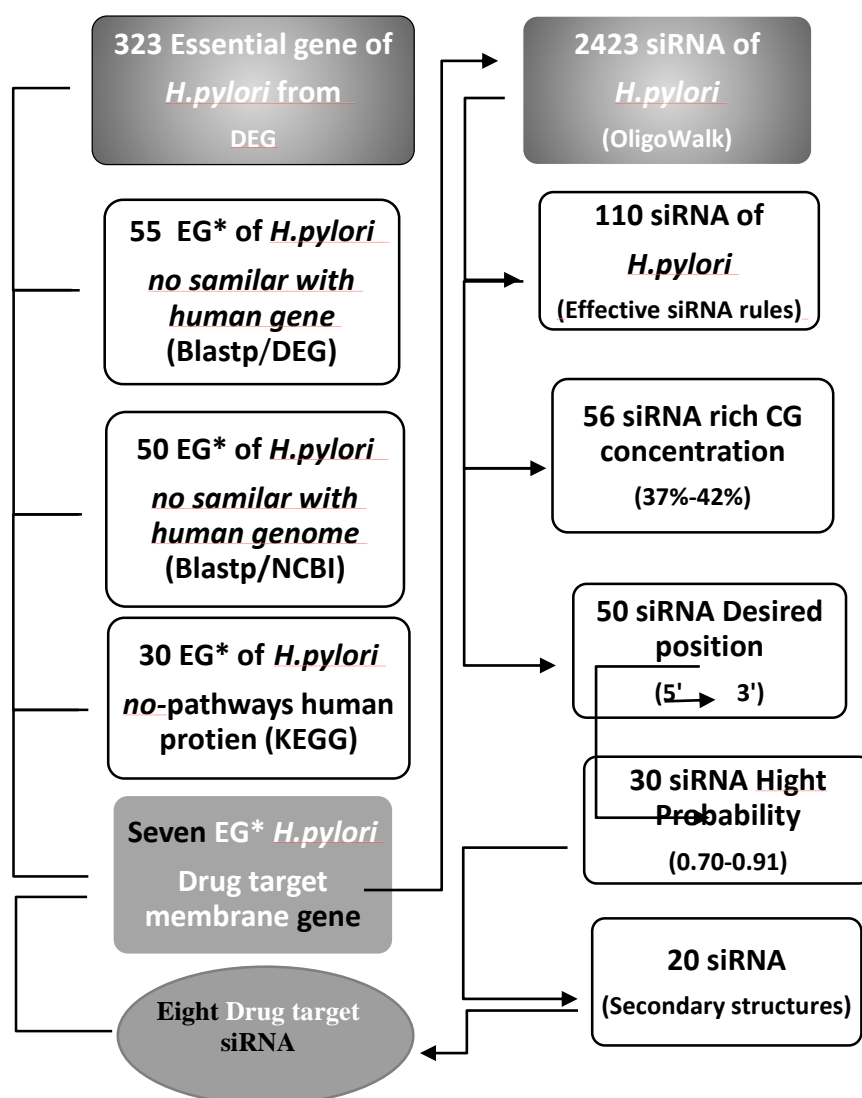 323 Essential gene of
H.pylori from
DEG
55 EG* of H.pylori
no samilar with
human gene
(Blastp/DEG)
50 EG* of H.pylori
no samilar with
human genome
(Blastp/NCBI)
30 EG* of H.pylori
no-pathways human
protien (KEGG)
Seven EG* H.pylori
Drug target
membrane gene
Eight Drug target
siRNA
2423 siRNA of
H.pylori
(OligoWalk)
110 siRNA of
H.pylori
(Effective siRNA rules)
56 siRNA rich CG
concentration
(37%-42%)
50 siRNA Desired
position
(5' 3')
30 siRNA Hight
Probability
(0.70-0.91)
20 siRNA
(Secondary structures)